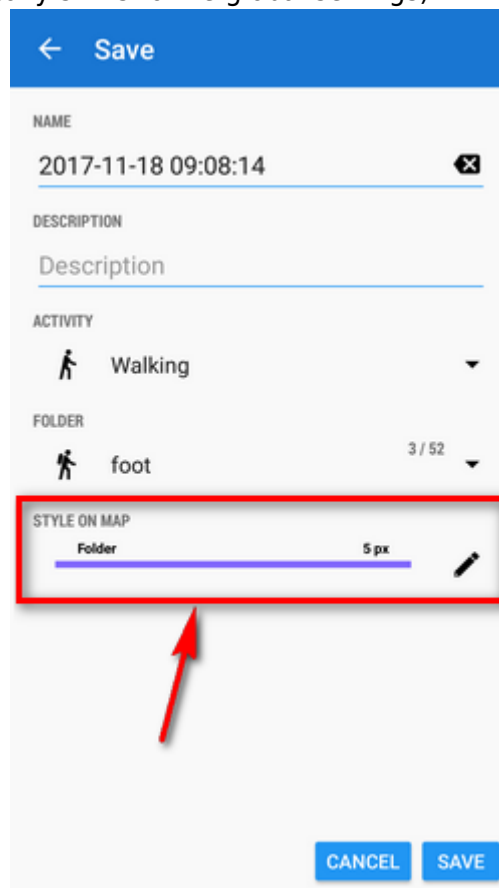 Save
NAME
2017-11-18 09:08:14
DESCRIPTION
Description
ACTIVITY
Walking
FOLDER
foot 3 / 52
STYLE ON MAP
Folder 5 px
CANCEL SAVE